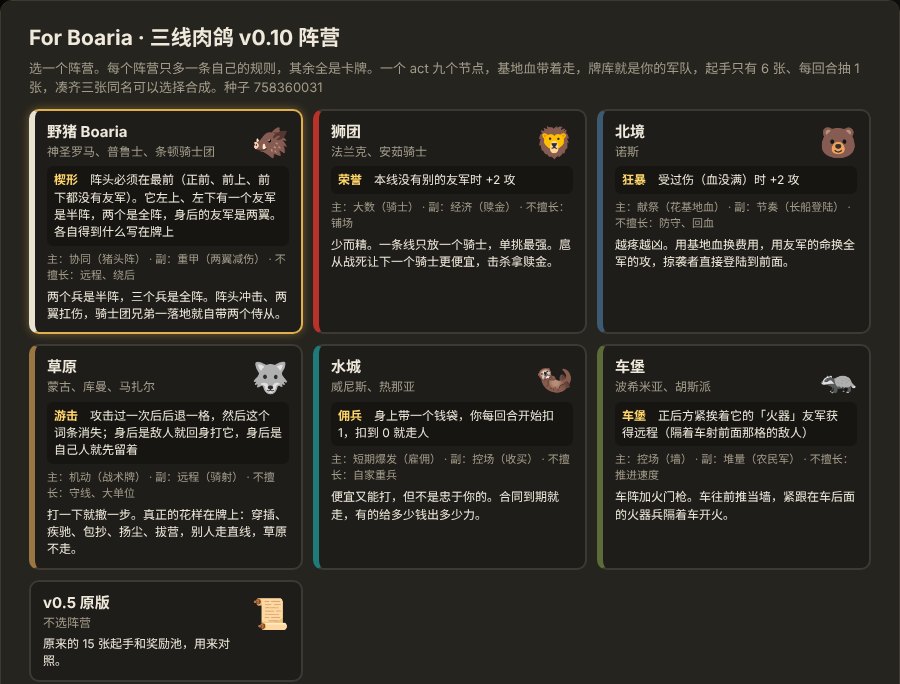 For Boaria · 三线肉鸽 v0.10 阵营
选一个阵营。每个阵营只多一条自己的规则，其余全是卡牌。一个 act 九个节点，基地血带着走，牌库就是你的军队，起手只有 6 张、每回合抽 1
张，凑齐三张同名可以选择合成。种子 758360031
野猪 Boaria
神圣罗马、普鲁士、条顿骑士团
楔形 阵头必须在最前（正前、前上、前
下都没有友军）。它左上、左下有一个友军
是半阵，两个是全阵，身后的友军是两翼。
各自得到什么写在牌上
主：协同（猪头阵） · 副：重甲（两翼减伤） · 不
擅长：远程、绕后
两个兵是半阵，三个兵是全阵。阵头冲击、两
翼扛伤，骑士团兄弟一落地就自带两个侍从。
狮团
法兰克、安茹骑士
荣誉 本线没有别的友军时 +2 攻
主：大数（骑士） · 副：经济（赎金） · 不擅长：
铺场
少而精。一条线只放一个骑士，单挑最强。扈
从战死让下一个骑士更便宜，击杀拿赎金。
北境
诺斯
狂暴 受过伤（血没满）时 +2 攻
主：献祭（花基地血） · 副：节奏（长船登陆） ·
不擅长：防守、回血
越疼越凶。用基地血换费用，用友军的命换全
军的攻，掠袭者直接登陆到前面。
草原
蒙古、库曼、马扎尔
游击 攻击过一次后后退一格，然后这个
词条消失；身后是敌人就回身打它，身后是
自己人就先留着
主：机动（战术牌） · 副：远程（骑射） · 不擅
长：守线、大单位
打一下就撤一步。真正的花样在牌上：穿插、
疾驰、包抄、扬尘、拔营，别人走直线，草原
不走。
水城
威尼斯、热那亚
佣兵 身上带一个钱袋，你每回合开始扣
1，扣到 0 就走人
主：短期爆发（雇佣） · 副：控场（收买） · 不擅
长：自家重兵
便宜又能打，但不是忠于你的。合同到期就
走，有的给多少钱出多少力。
车堡
波希米亚、胡斯派
车堡 正后方紧挨着它的「火器」友军获
得远程（隔着车射前面那格的敌人）
主：控场（墙） · 副：堆量（农民军） · 不擅长：
推进速度
车阵加火门枪。车往前推当墙，紧跟在车后面
的火器兵隔着车开火。
v0.5 原版
不选阵营
原来的 15 张起手和奖励池，用来对
照。